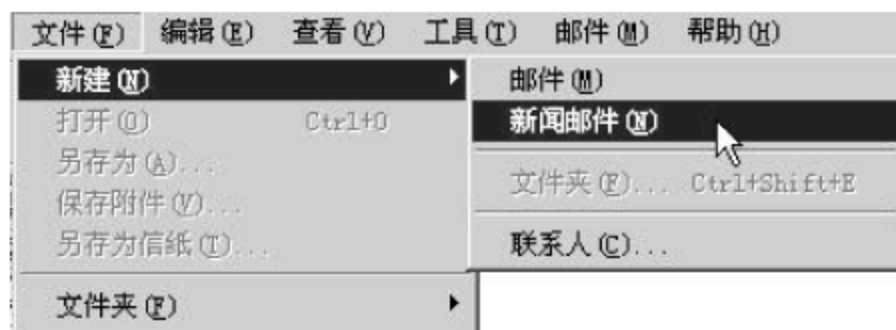 文件(F) 编辑(E) 查看(V) 工具(T) 邮件(M) 帮助(H)
新建(N)
打开(O) Ctrl+O
另存为(A)...
保存附件(V)...
另存为信纸(T)...
文件夹(F)
邮件(M)
新闻邮件(N)
文件夹(F)... Ctrl+Shift+E
联系人(C)...